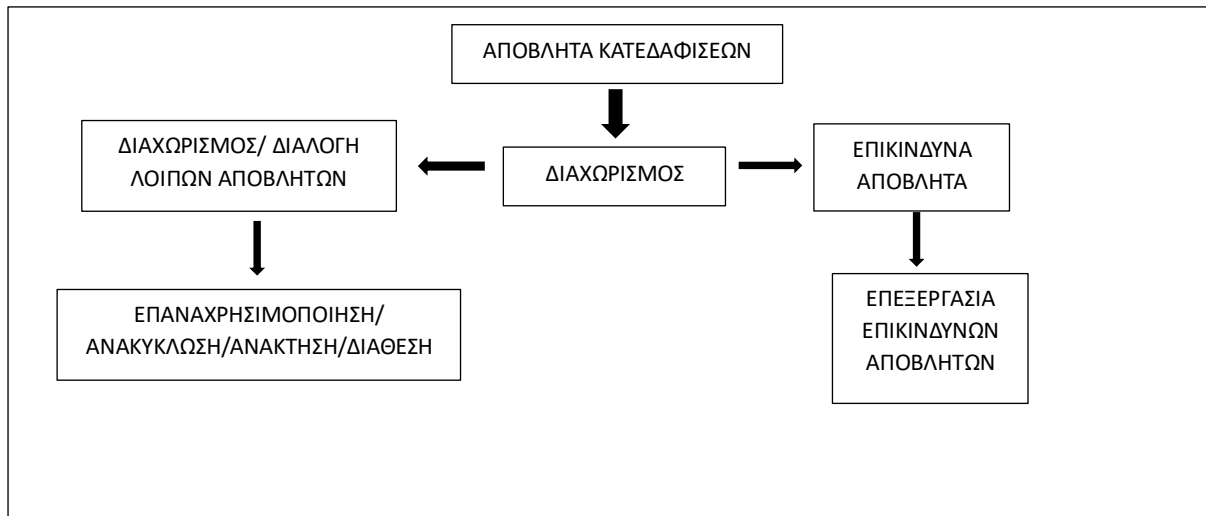 ΑΠΟΒΛΗΤΑ ΚΑΤΕΔΑΦΙΣΕΩΝ
ΔΙΑΧΩΡΙΣΜΟΣ/ ΔΙΑΛΟΓΗ
ΛΟΙΠΩΝ ΑΠΟΒΛΗΤΩΝ
ΔΙΑΧΩΡΙΣΜΟΣ
ΕΠΙΚΙΝΔΥΝΑ
ΑΠΟΒΛΗΤΑ
ΕΠΑΝΑΧΡΗΣΙΜΟΠΟΙΗΣΗ/
ΑΝΑΚΥΚΛΩΣΗ/ΑΝΑΚΤΗΣΗ/ΔΙΑΘΕΣΗ
ΕΠΕΞΕΡΓΑΣΙΑ
ΕΠΙΚΙΝΔΥΝΩΝ
ΑΠΟΒΛΗΤΩΝ